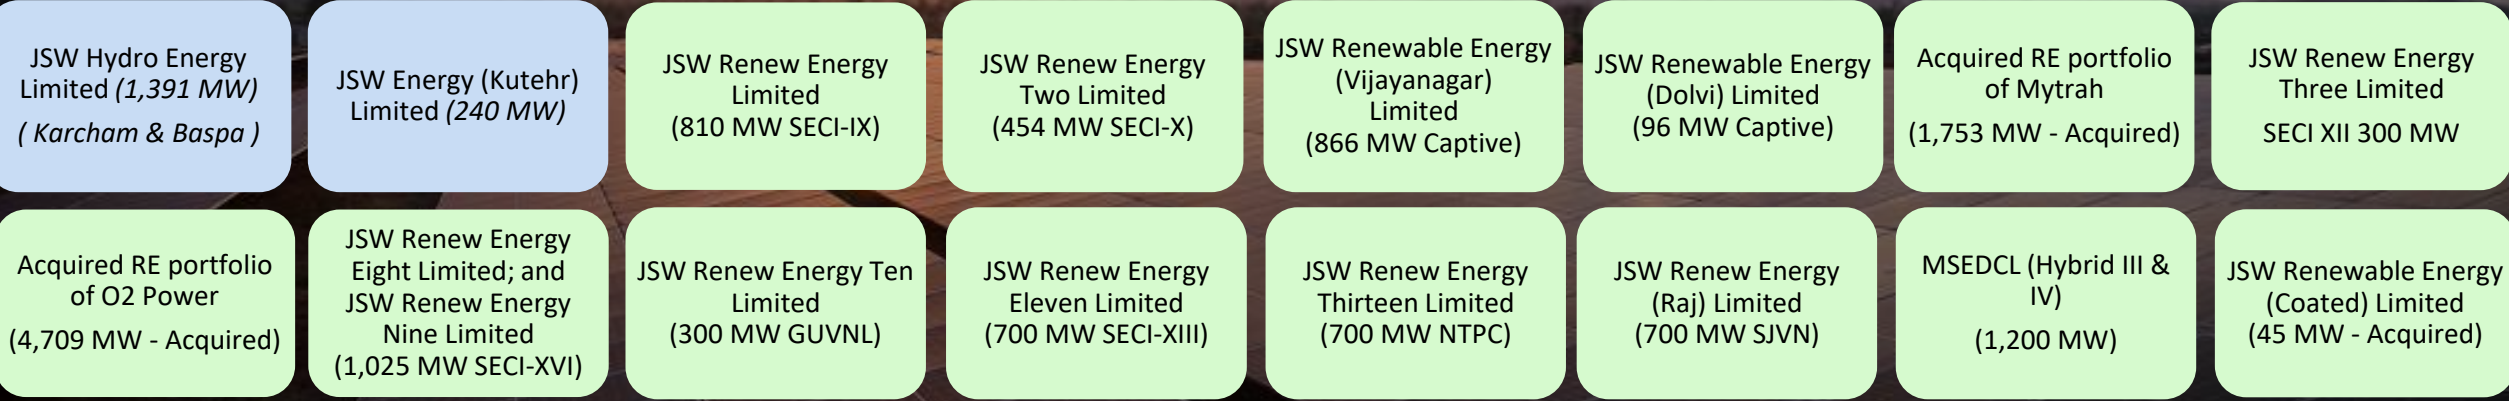 JSW Hydro Energy
Limited (1,391 MW)
( Karcham & Baspa )
JSW Energy (Kutehr)
Limited (240 MW)
JSW Renew Energy
Limited
(810 MW SECI-IX)
JSW Renew Energy
Two Limited
(454 MW SECI-X)
JSW Renewable Energy
(Vijayanagar)
Limited
(866 MW Captive)
JSW Renewable Energy
(Dolvi) Limited
(96 MW Captive)
Acquired RE portfolio
of Mytrah
(1,753 MW - Acquired)
JSW Renew Energy
Three Limited
SECI XII 300 MW
Acquired RE portfolio
of O2 Power
(4,709 MW - Acquired)
JSW Renew Energy
Eight Limited; and
JSW Renew Energy
Nine Limited
(1,025 MW SECI-XVI)
JSW Renew Energy Ten
Limited
(300 MW GUVNL)
JSW Renew Energy
Eleven Limited
(700 MW SECI-XIII)
JSW Renew Energy
Thirteen Limited
(700 MW NTPC)
JSW Renew Energy
(Raj) Limited
(700 MW SJVN)
MSEDCL (Hybrid III &
IV)
(1,200 MW)
JSW Renewable Energy
(Coated) Limited
(45 MW - Acquired)